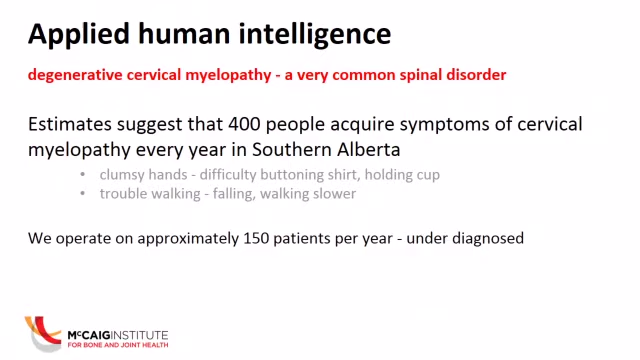 Applied human intelligence
degenerative cervical myelopathy - a very common spinal disorder
Estimates suggest that 400 people acquire symptoms of cervical
myelopathy every year in Southern Alberta
• clumsy hands - difficulty buttoning shirt, holding cup
• trouble walking - falling, walking slower
We operate on approximately 150 patients per year - under diagnosed
McCAIG INSTITUTE
FOR BONE AND JOINT HEALTH